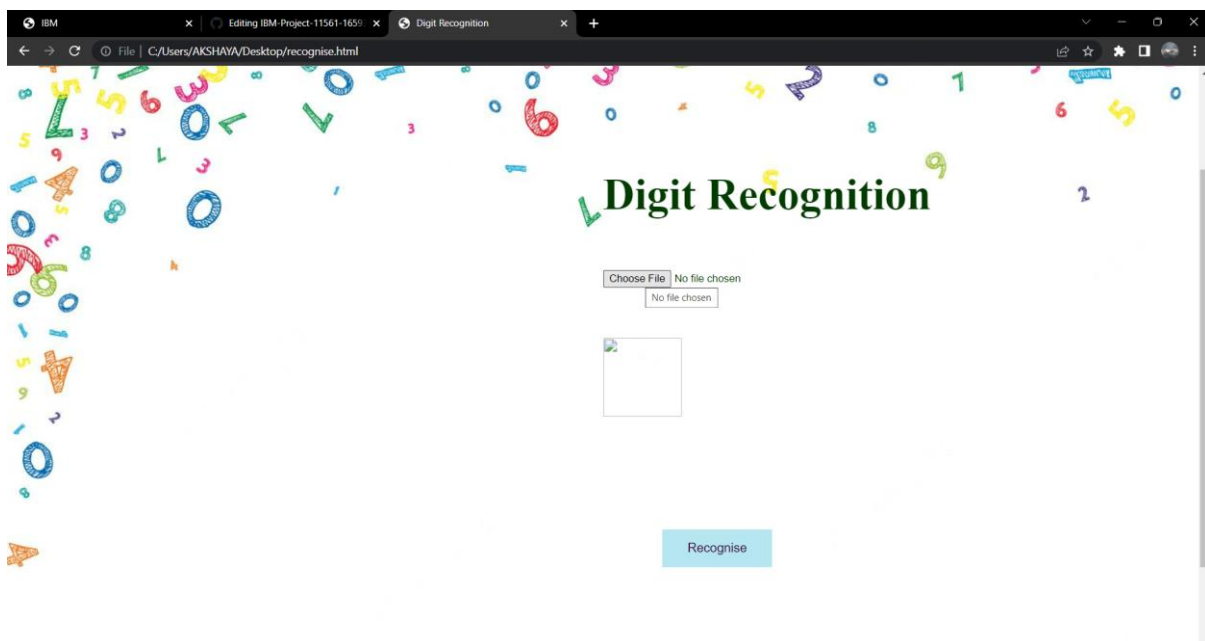 IBM
Editing IBM-Project-11561-1659
Digit Recognition
File | C:/Users/AKSHAYA/Desktop/recognise.html
Digit Recognition
Choose File No file chosen
No file chosen
Recognise